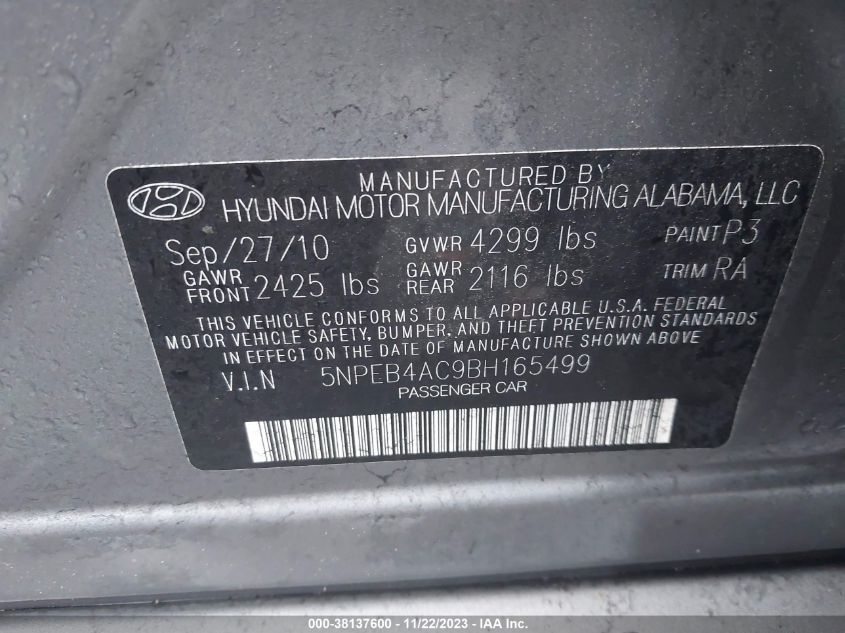 MANUFACTURED BY
HYUNDAI MOTOR MANUFACTURING ALABAMA, LLC
Sep/27/10 GVWR 4299 lbs PAINT P3
GAWR FRONT 2425 lbs GAWR REAR 2116 lbs TRIM RA
THIS VEHICLE CONFORMS TO ALL APPLICABLE U.S.A. FEDERAL
MOTOR VEHICLE SAFETY, BUMPER, AND THEFT PREVENTION STANDARDS
IN EFFECT ON THE DATE OF MANUFACTURE SHOWN ABOVE
V.I.N 5NPEB4AC9BH165499
PASSENGER CAR
000-38137600 - 11/22/2023 - IAA Inc.